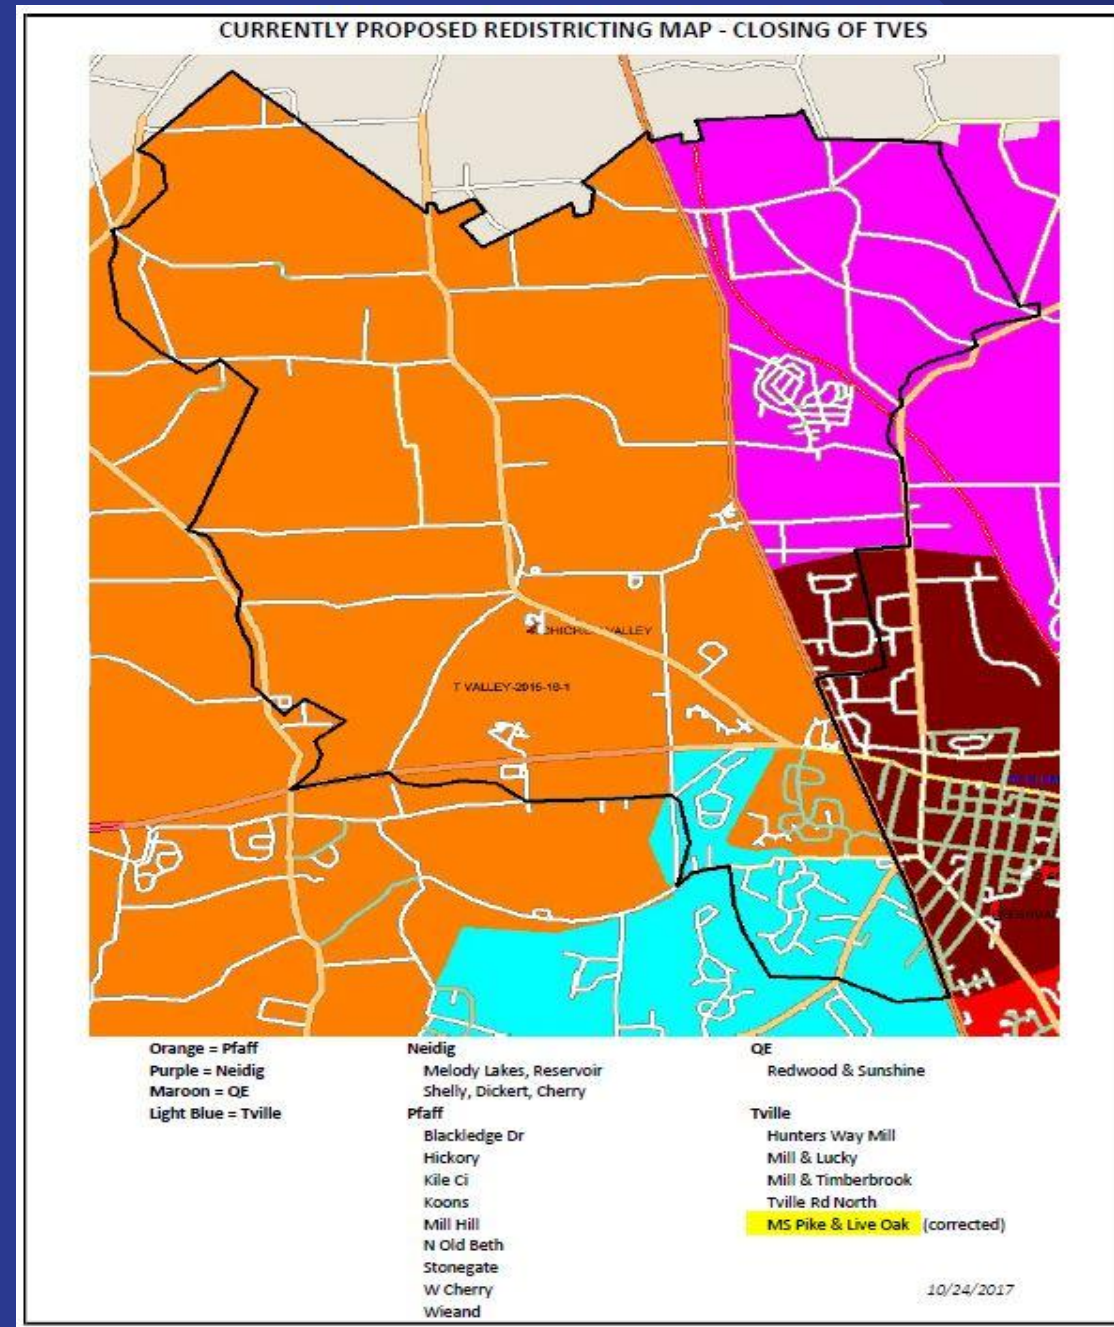 CURRENTLY PROPOSED REDISTRICTING MAP - CLOSING OF TVES
VALLEY
T VALLEY-2015-16-1
Orange = Pfaff
Purple = Neidig
Maroon = QE
Light Blue = Tville
Neidig
Melody Lakes, Reservoir
Shelly, Dickert, Cherry
Pfaff
Blackledge Dr
Hickory
Kile Ci
Koons
Mill Hill
N Old Beth
Stonegate
W Cherry
Wieand
QE
Redwood & Sunshine
Tville
Hunters Way Mill
Mill & Lucky
Mill & Timberbrook
Tville Rd North
MS Pike & Live Oak (corrected)
10/24/2017